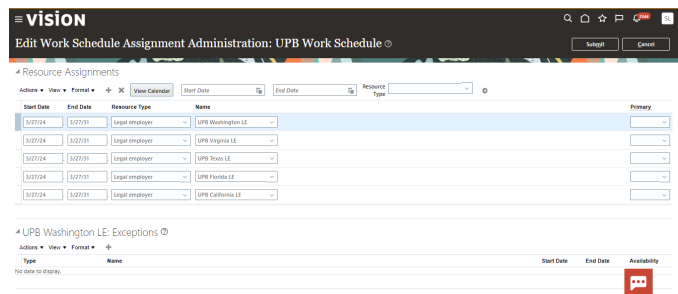 VISION
2144
SL
Edit Work Schedule Assignment Administration: UPB Work Schedule
Submit
Cancel
Resource Assignments
Actions View Format View Calendar Start Date End Date Resource Type
Start Date End Date Resource Type Name Primary
3/27/24 3/27/31 Legal employer UPB Washington LE
3/27/24 3/27/31 Legal employer UPB Virginia LE
3/27/24 3/27/31 Legal employer UPB Texas LE
3/27/24 3/27/31 Legal employer UPB Florida LE
3/27/24 3/27/31 Legal employer UPB California LE
UPB Washington LE: Exceptions
Actions View Format
Type Name Start Date End Date Availability
No data to display.